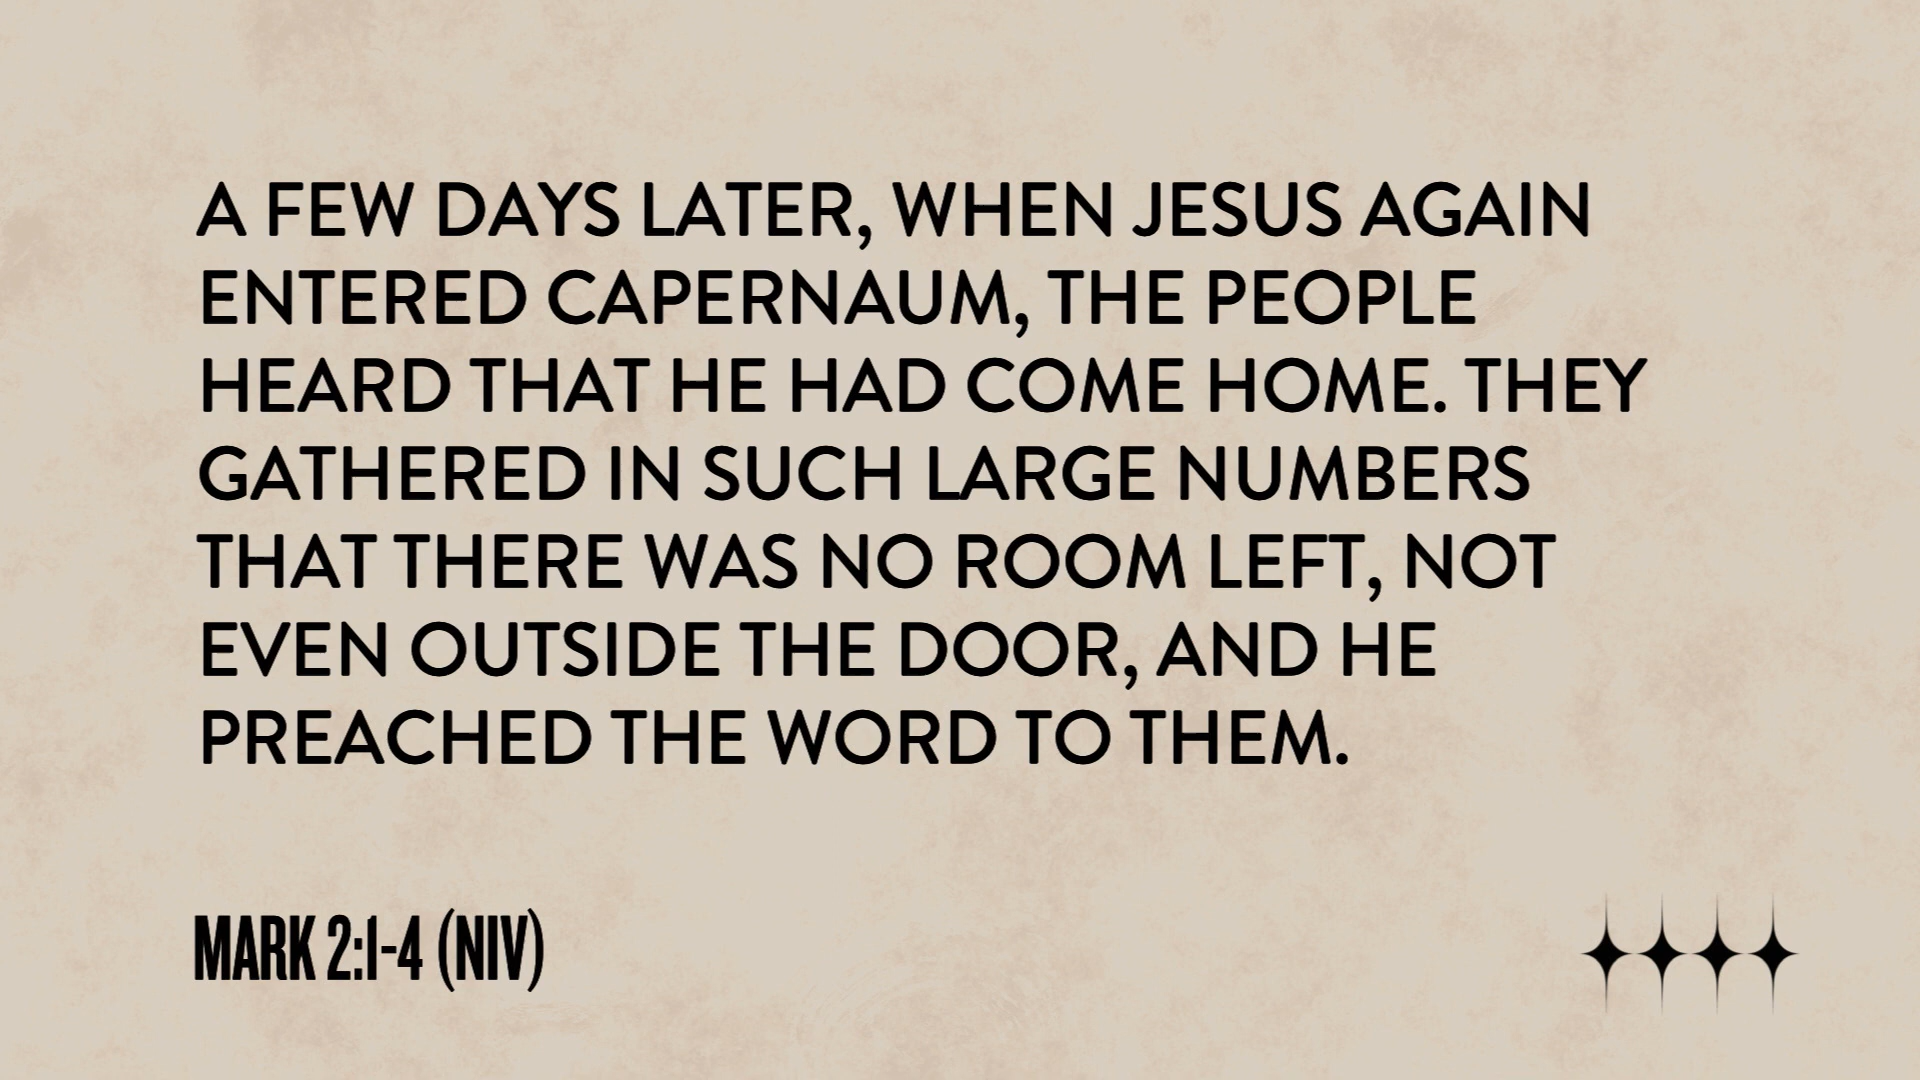 A FEW DAYS LATER, WHEN JESUS AGAIN
ENTERED CAPERNAUM, THE PEOPLE
HEARD THAT HE HAD COME HOME. THEY
GATHERED IN SUCH LARGE NUMBERS
THAT THERE WAS NO ROOM LEFT, NOT
EVEN OUTSIDE THE DOOR, AND HE
PREACHED THE WORD TO THEM.
MARK 2:1-4 (NIV)